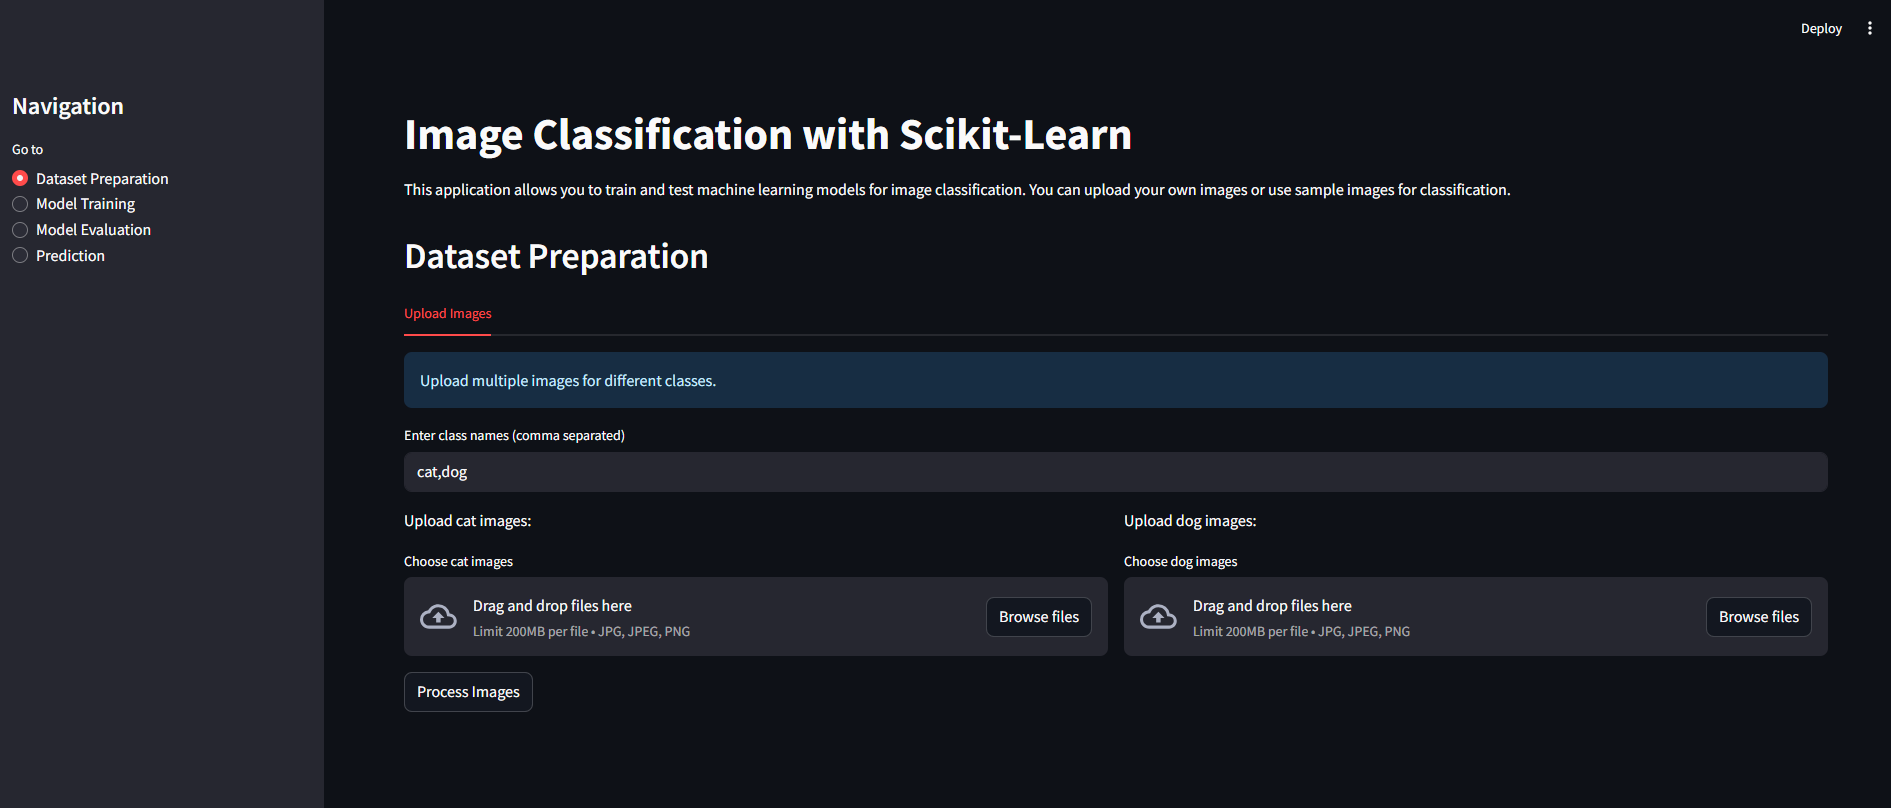 Deploy
Navigation
Go to
Dataset Preparation
Model Training
Model Evaluation
Prediction
Image Classification with Scikit-Learn
This application allows you to train and test machine learning models for image classification. You can upload your own images or use sample images for classification.
Dataset Preparation
Upload Images
Upload multiple images for different classes.
Enter class names (comma separated)
cat,dog
Upload cat images:
Choose cat images
Drag and drop files here
Limit 200MB per file • JPG, JPEG, PNG
Browse files
Upload dog images:
Choose dog images
Drag and drop files here
Limit 200MB per file • JPG, JPEG, PNG
Browse files
Process Images